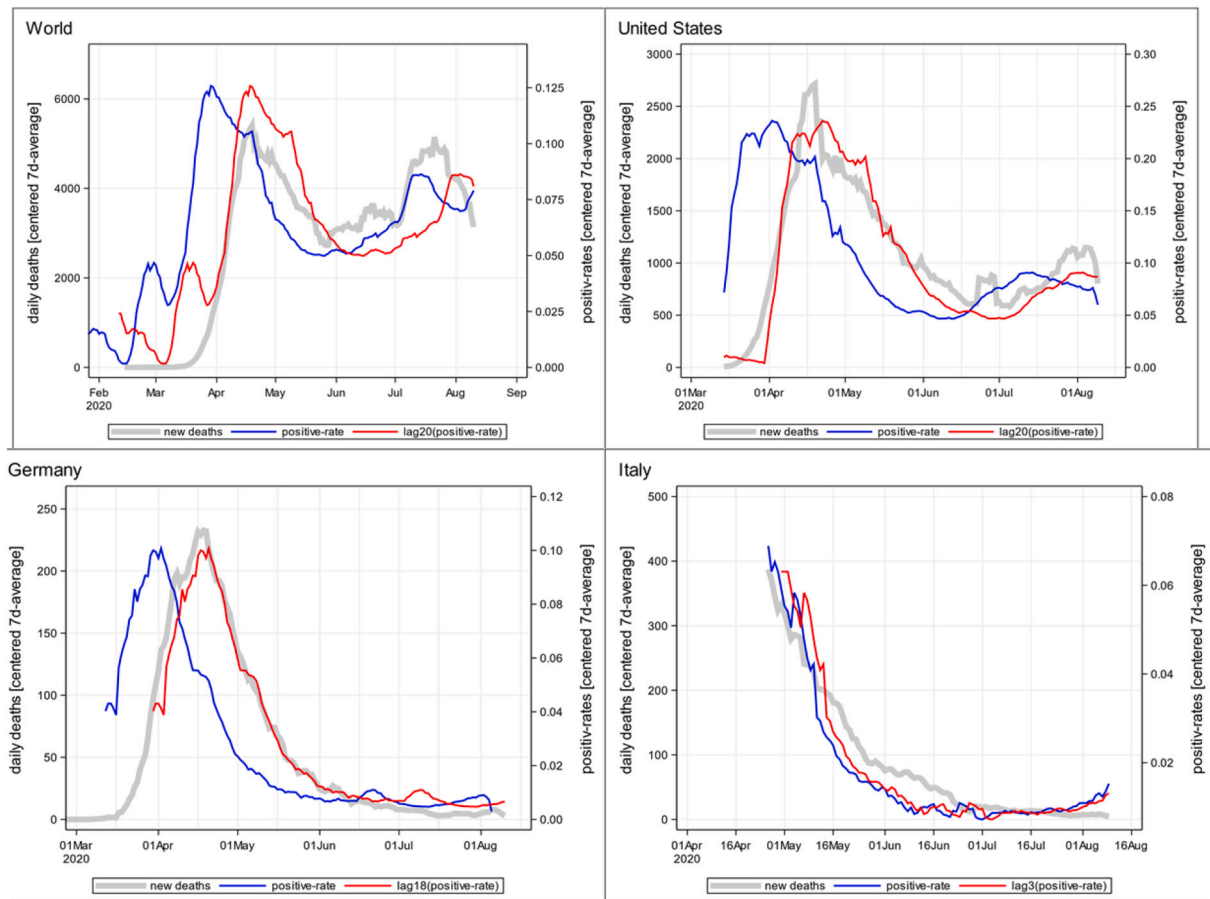 World
daily deaths [centered 7d-average]
6000
4000
2000
0
0.125
0.100
0.075
0.050
0.025
0.000
positiv-rates [centered 7d-average]
Feb Mar Apr May Jun Jul Aug Sep
2020
new deaths positive-rate lag20(positive-rate)
United States
daily deaths [centered 7d-average]
3000
2500
2000
1500
1000
500
0
0.30
0.25
0.20
0.15
0.10
0.05
0.00
positiv-rates [centered 7d-average]
01Mar 01Apr 01May 01Jun 01Jul 01Aug
2020
new deaths positive-rate lag20(positive-rate)
Germany
daily deaths [centered 7d-average]
250
200
150
100
50
0
0.12
0.10
0.08
0.06
0.04
0.02
0.00
positiv-rates [centered 7d-average]
01Mar 01Apr 01May 01Jun 01Jul 01Aug
2020
new deaths positive-rate lag18(positive-rate)
Italy
daily deaths [centered 7d-average]
500
400
300
200
100
0
0.08
0.06
0.04
0.02
positiv-rates [centered 7d-average]
01Apr 16Apr 01May 16May 01Jun 16Jun 01Jul 16Jul 01Aug 16Aug
2020
new deaths positive-rate lag3(positive-rate)